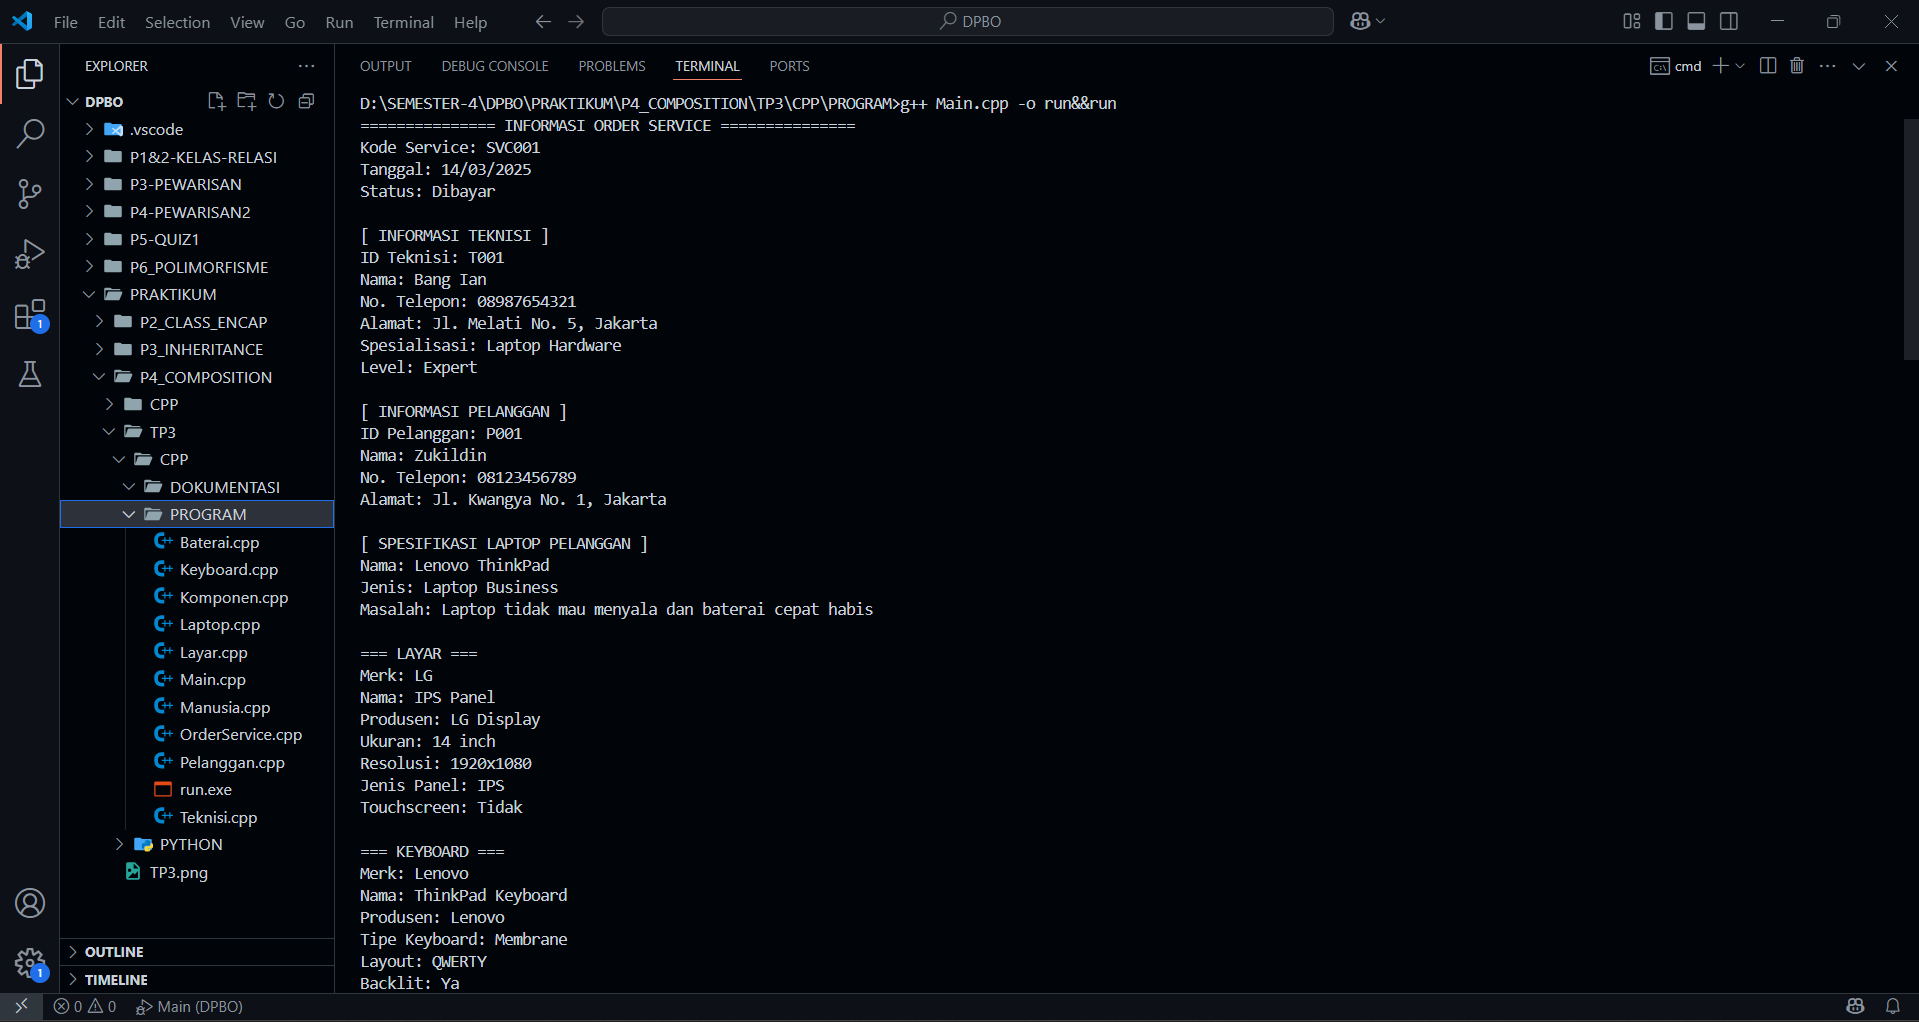 File Edit Selection View Go Run Terminal Help
DPBO
EXPLORER
DPBO
.vscode
P1&2-KELAS-RELASI
P3-PEWARISAN
P4-PEWARISAN2
P5-QUIZ1
P6_POLIMORFISME
PRAKTIKUM
P2_CLASS_ENCAP
P3_INHERITANCE
P4_COMPOSITION
CPP
TP3
CPP
DOKUMENTASI
PROGRAM
Baterai.cpp
Keyboard.cpp
Komponen.cpp
Laptop.cpp
Layar.cpp
Main.cpp
Manusia.cpp
OrderService.cpp
Pelanggan.cpp
run.exe
Teknisi.cpp
PYTHON
TP3.png
OUTLINE
TIMELINE
1
1
OUTPUT DEBUG CONSOLE PROBLEMS TERMINAL PORTS
cmd
D:\SEMESTER-4\DPBO\PRAKTIKUM\P4_COMPOSITION\TP3\CPP\PROGRAM>g++ Main.cpp -o run&&run
=============== INFORMASI ORDER SERVICE ===============
Kode Service: SVC001
Tanggal: 14/03/2025
Status: Dibayar
[ INFORMASI TEKNISI ]
ID Teknisi: T001
Nama: Bang Ian
No. Telepon: 08987654321
Alamat: Jl. Melati No. 5, Jakarta
Spesialisasi: Laptop Hardware
Level: Expert
[ INFORMASI PELANGGAN ]
ID Pelanggan: P001
Nama: Zukildin
No. Telepon: 08123456789
Alamat: Jl. Kwangya No. 1, Jakarta
[ SPESIFIKASI LAPTOP PELANGGAN ]
Nama: Lenovo ThinkPad
Jenis: Laptop Business
Masalah: Laptop tidak mau menyala dan baterai cepat habis
=== LAYAR ===
Merk: LG
Nama: IPS Panel
Produsen: LG Display
Ukuran: 14 inch
Resolusi: 1920x1080
Jenis Panel: IPS
Touchscreen: Tidak
=== KEYBOARD ===
Merk: Lenovo
Nama: ThinkPad Keyboard
Produsen: Lenovo
Tipe Keyboard: Membrane
Layout: QWERTY
Backlit: Ya
0 0 Main (DPBO)